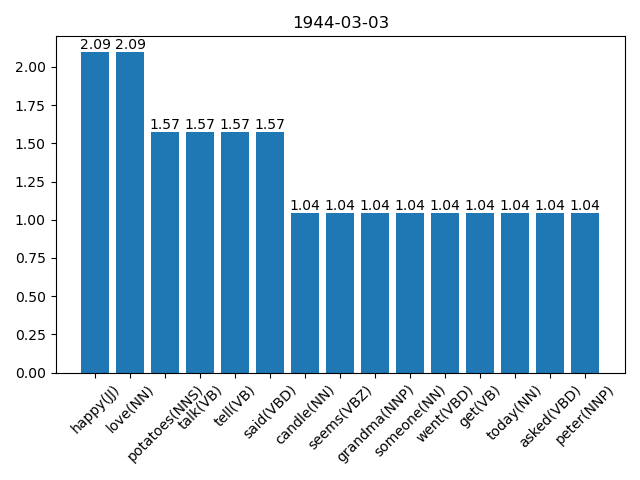 1944-03-03
2.09 2.09
1.57 1.57 1.57 1.57
1.04 1.04 1.04 1.04 1.04 1.04 1.04 1.04 1.04
2.00
1.75
1.50
1.25
1.00
0.75
0.50
0.25
0.00
happy(JJ)
love(NN)
potatoes(NNS)
talk(VB)
tell(VB)
said(VBD)
candle(NN)
seems(VBZ)
grandma(NNP)
someone(NN)
went(VBD)
get(VB)
today(NN)
asked(VBD)
peter(NNP)